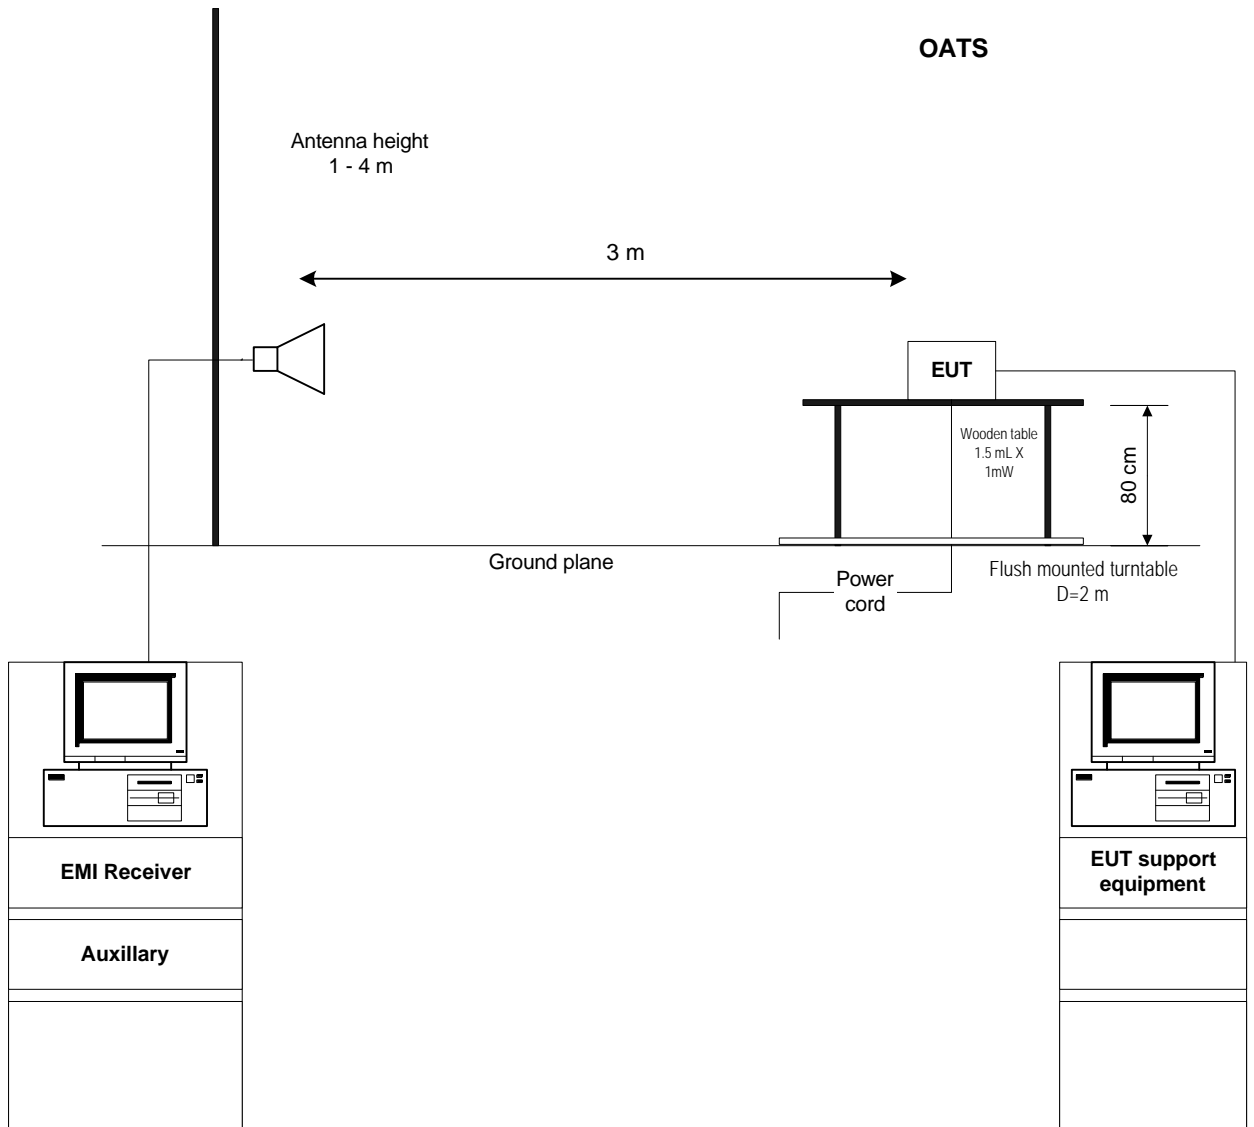 OATS
Antenna height
1 - 4 m
3 m
EUT
Wooden table
1.5 mL X
1mW
80 cm
Ground plane
Power
cord
Flush mounted turntable
D=2 m
EMI Receiver
Auxillary
EUT support
equipment